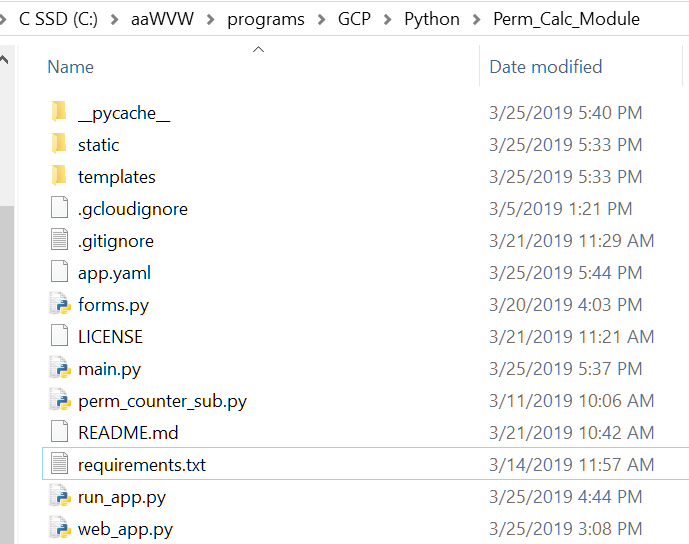 C SSD (C:) > aaWVW > programs > GCP > Python > Perm_Calc_Module
Name Date modified
__pycache__ 3/25/2019 5:40 PM
static 3/25/2019 5:33 PM
templates 3/25/2019 5:33 PM
.gcloudignore 3/5/2019 1:21 PM
.gitignore 3/21/2019 11:29 AM
app.yaml 3/25/2019 5:44 PM
forms.py 3/20/2019 4:03 PM
LICENSE 3/21/2019 11:21 AM
main.py 3/25/2019 5:37 PM
perm_counter_sub.py 3/11/2019 10:06 AM
README.md 3/21/2019 10:42 AM
requirements.txt 3/14/2019 11:57 AM
run_app.py 3/25/2019 4:44 PM
web_app.py 3/25/2019 3:08 PM